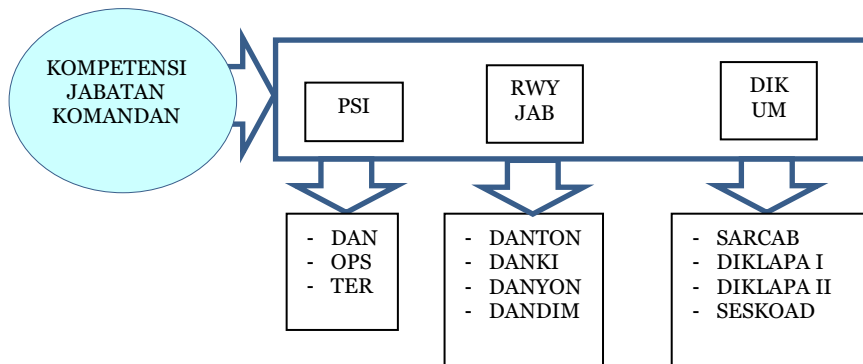 KOMPETENSI
JABATAN
KOMANDAN
PSI
RWY
JAB
DIK
UM
- DAN
- OPS
- TER
- DANTON
- DANKI
- DANYON
- DANDIM
- SARCAB
- DIKLAPA I
- DIKLAPA II
- SESKOAD